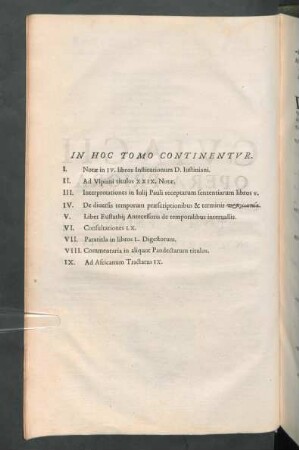 IN HOC TOMO CONTINENTVR.
I. Notæ in IV. libros Institutionum D. Iustiniani.
II. Ad Vlpiani titulos XXIX. Notæ.
III. Interpretationes in Iulij Pauli receptarum sententiarum libros v.
IV. De diuersis temporum præscriptionibus & terminis
V. Liber Eustathij Antecessoris de temporalibus interuallis.
VI. Consultationes LX.
VII. Paratitla in libros L. Digestorum.
VIII. Commentaria in aliquot Pandectarum titulos.
IX. Ad Africanum Tractatus IX.